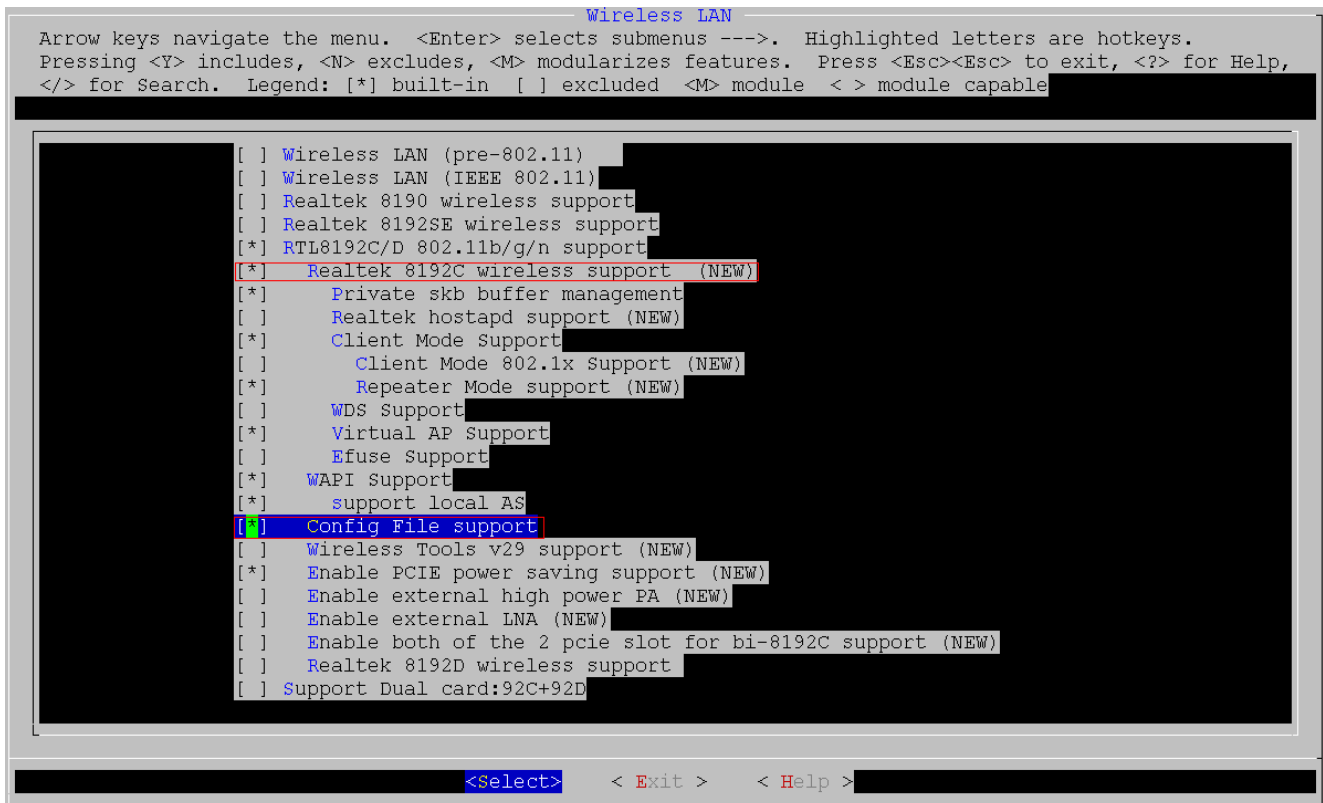 Wireless LAN
Arrow keys navigate the menu.  <Enter> selects submenus --->.  Highlighted letters are hotkeys.
Pressing <Y> includes, <N> excludes, <M> modularizes features.  Press <Esc><Esc> to exit, <?> for Help,
</> for Search.  Legend: [*] built-in  [ ] excluded  <M> module  < > module capable
[ ] Wireless LAN (pre-802.11)
[ ] Wireless LAN (IEEE 802.11)
[ ] Realtek 8190 wireless support
[ ] Realtek 8192SE wireless support
[*] RTL8192C/D 802.11b/g/n support
[*]   Realtek 8192C wireless support  (NEW)
[*]     Private skb buffer management
[ ]     Realtek hostapd support (NEW)
[*]     Client Mode Support
[ ]       Client Mode 802.1x Support (NEW)
[*]       Repeater Mode support (NEW)
[ ]     WDS Support
[*]     Virtual AP Support
[ ]     Efuse Support
[*]   WAPI Support
[*]     support local AS
[*]   Config File support
[ ]   Wireless Tools v29 support (NEW)
[*]   Enable PCIE power saving support (NEW)
[ ]   Enable external high power PA (NEW)
[ ]   Enable external LNA (NEW)
[ ]   Enable both of the 2 pcie slot for bi-8192C support (NEW)
[ ]   Realtek 8192D wireless support
[ ] Support Dual card:92C+92D
<Select>    < Exit >    < Help >